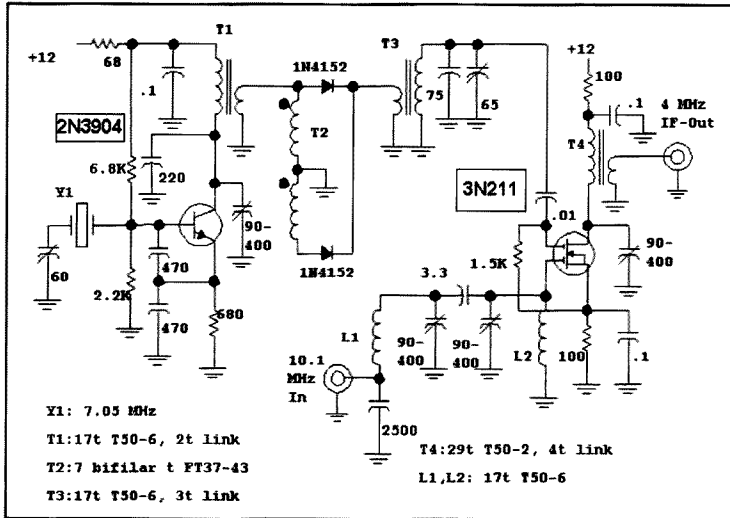 T1
+12
68
.1
1N4152
T3
+12
100
.1
4 MHz
IF-Out
75
65
T2
T4
2N3904
6.8K
220
3N211
Y1
90-
400
.01
60
470
1N4152
1.5K
90-
400
2.2K
470
680
3.3
L1
90-
400
90-
400
L2
100
.1
10.1
MHz
In
2500
Y1: 7.05 MHz
T1:17t T50-6, 2t link
T2:7 bifilar t FT37-43
T3:17t T50-6, 3t link
T4:29t T50-2, 4t link
L1,L2: 17t T50-6